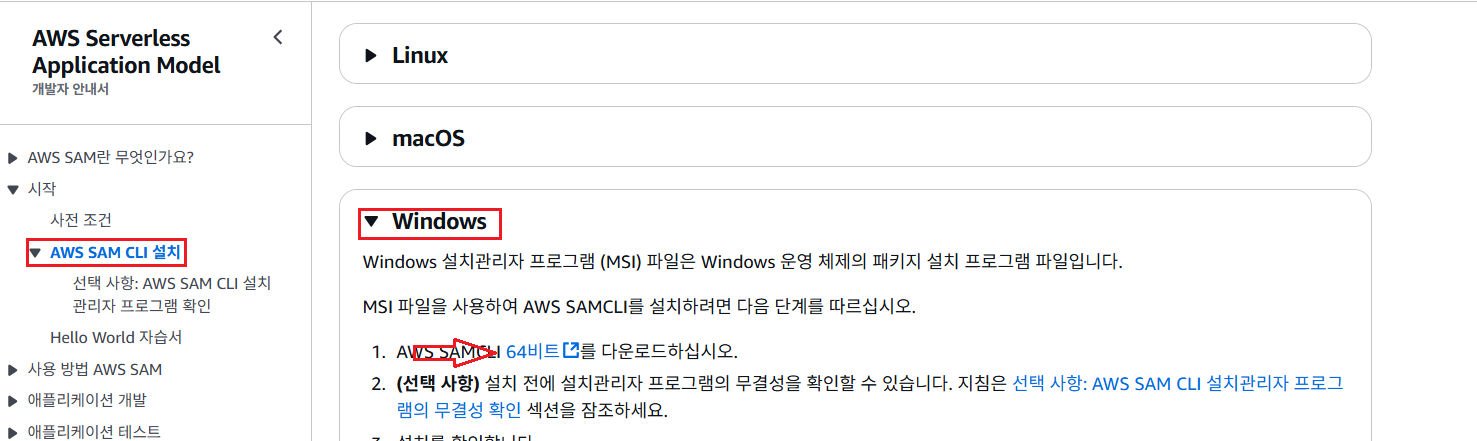 AWS Serverless
Application Model
개발자 안내서
AWS SAM란 무엇인가요?
시작
사전 조건
AWS SAM CLI 설치
선택 사항: AWS SAM CLI 설치
관리자 프로그램 확인
Hello World 자습서
사용 방법 AWS SAM
애플리케이션 개발
애플리케이션 테스트
Linux
macOS
Windows
Windows 설치관리자 프로그램 (MSI) 파일은 Windows 운영 체제의 패키지 설치 프로그램 파일입니다.
MSI 파일을 사용하여 AWS SAMCLI를 설치하려면 다음 단계를 따르십시오.
1. AWS SAMCLI 64비트를 다운로드하십시오.
2. (선택 사항) 설치 전에 설치관리자 프로그램의 무결성을 확인할 수 있습니다. 지침은 선택 사항: AWS SAM CLI 설치관리자 프로그
램의 무결성 확인 섹션을 참조하세요.
3. 설치를 확인합니다.